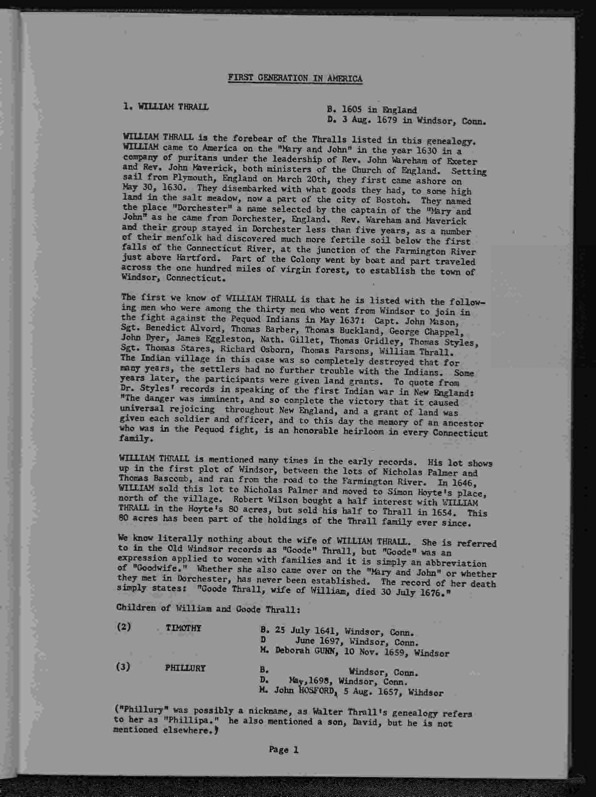 FIRST GENERATION IN AMERICA
1. WILLIAM THRALL
B. 1605 in England
D. 3 Aug. 1679 in Windsor, Conn.
WILLIAM THRALL is the forebear of the Thralls listed in this genealogy.
WILLIAM came to America on the "Mary and John" in the year 1630 in a
company of puritans under the leadership of Rev. John Wareham of Exeter
and Rev. John Maverick, both ministers of the Church of England. Setting
sail from Plymouth, England on March 20th, they first came ashore on
May 30, 1630. They disembarked with what goods they had, to some high
land in the salt meadow, now a part of the city of Boston. They named
the place "Dorchester" a name selected by the captain of the "Mary and
John" as he came from Dorchester, England. Rev. Wareham and Maverick
and their group stayed in Dorchester less than five years, as a number
of their menfolk had discovered much more fertile soil below the first
falls of the Connecticut River, at the junction of the Farmington River
just above Hartford. Part of the Colony went by boat and part traveled
across the one hundred miles of virgin forest, to establish the town of
Windsor, Connecticut.
The first we know of WILLIAM THRALL is that he is listed with the follow-
ing men who were among the thirty men who went from Windsor to join in
the fight against the Pequod Indians in May 1637: Capt. John Mason,
Sgt. Benedict Alvord, Thomas Barber, Thomas Buckland, George Chappel,
John Dyer, James Eggleston, Nath. Gillet, Thomas Gridley, Thomas Styles,
Sgt. Thomas Stares, Richard Osborn, Thomas Parsons, William Thrall.
The Indian village in this case was so completely destroyed that for
many years, the settlers had no further trouble with the Indians. Some
years later, the participants were given land grants. To quote from
Dr. Styles' records in speaking of the first Indian war in New England:
"The danger was imminent, and so complete the victory that it caused
universal rejoicing throughout New England, and a grant of land was
given each soldier and officer, and to this day the memory of an ancestor
who was in the Pequod fight, is an honorable heirloom in every Connecticut
family.
WILLIAM THRALL is mentioned many times in the early records. His lot shows
up in the first plot of Windsor, between the lots of Nicholas Palmer and
Thomas Bascomb, and ran from the road to the Farmington River. In 1646,
WILLIAM sold this lot to Nicholas Palmer and moved to Simon Hoyte's place,
north of the village. Robert Wilson bought a half interest with WILLIAM
THRALL in the Hoyte's 80 acres, but sold his half to Thrall in 1654. This
80 acres has been part of the holdings of the Thrall family ever since.
We know literally nothing about the wife of WILLIAM THRALL. She is referred
to in the Old Windsor records as "Goode" Thrall, but "Goode" was an
expression applied to women with families and it is simply an abbreviation
of "Goodwife." Whether she also came over on the "Mary and John" or whether
they met in Dorchester, has never been established. The record of her death
simply states: "Goode Thrall, wife of William, died 30 July 1676."
Children of William and Goode Thrall:
(2) TIMOTHY B. 25 July 1641, Windsor, Conn.
D June 1697, Windsor, Conn.
M. Deborah GUNN, 10 Nov. 1659, Windsor
(3) PHILLURY B. Windsor, Conn.
D. May,1698, Windsor, Conn.
M. John HOSFORD, 5 Aug. 1657, Windsor
("Phillury" was possibly a nickname, as Walter Thrall's genealogy refers
to her as "Phillipa." he also mentioned a son, David, but he is not
mentioned elsewhere.)
Page 1